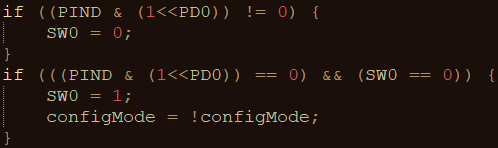 if ((PIND & (1<<PD0)) != 0) {
SW0 = 0;
}
if (((PIND & (1<<PD0)) == 0) && (SW0 == 0)) {
SW0 = 1;
configMode = !configMode;
}